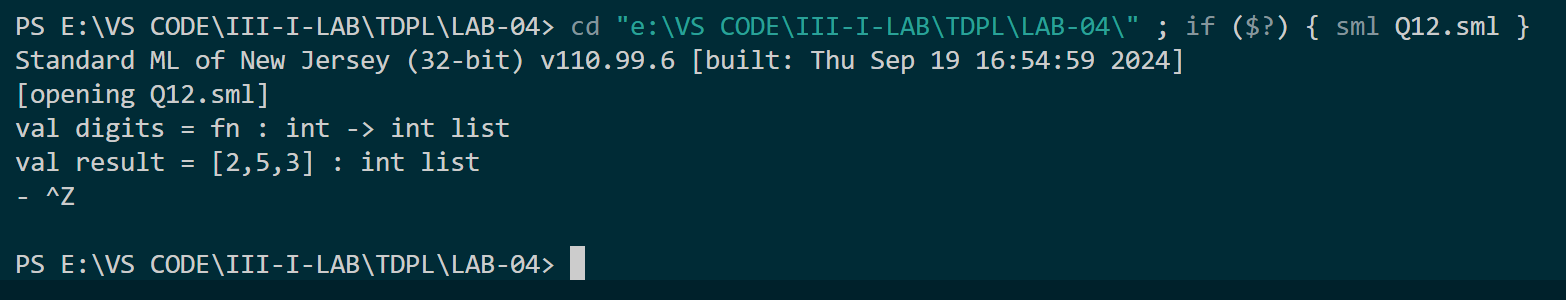 PS E:\VS CODE\III-I-LAB\TDPL\LAB-04> cd "e:\VS CODE\III-I-LAB\TDPL\LAB-04\" ; if ($?) { sml Q12.sml }
Standard ML of New Jersey (32-bit) v110.99.6 [built: Thu Sep 19 16:54:59 2024]
[opening Q12.sml]
val digits = fn : int -> int list
val result = [2,5,3] : int list
- ^Z
PS E:\VS CODE\III-I-LAB\TDPL\LAB-04>